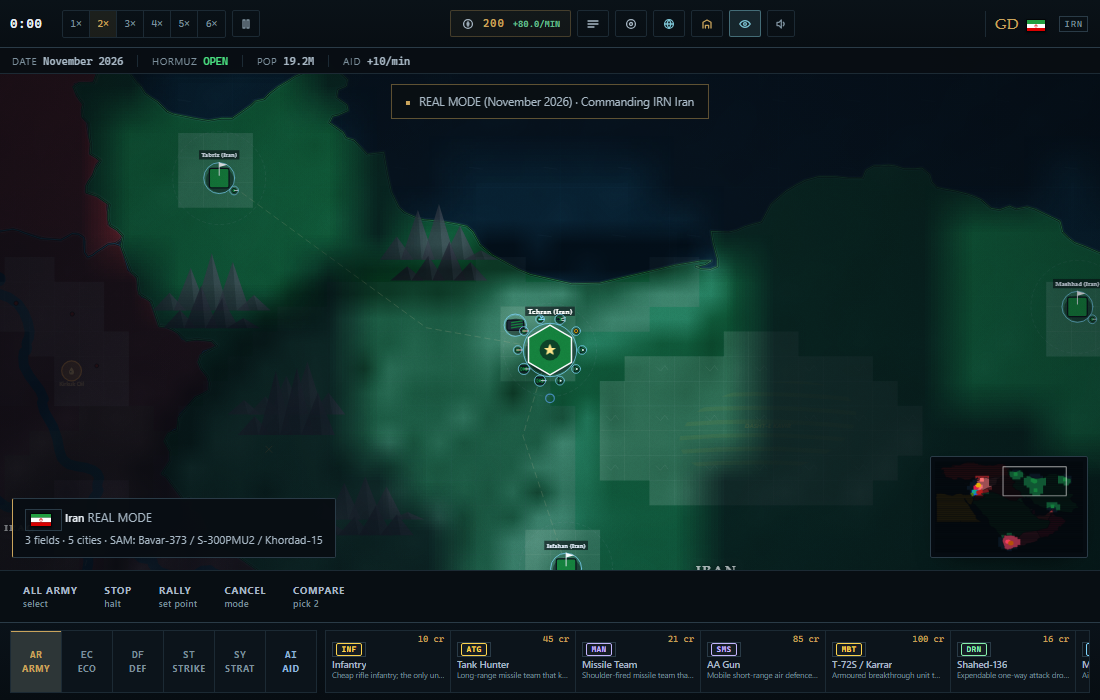 0:00 1× 2× 3× 4× 5× 6× 200 +80.0/MIN GD IRN
DATE November 2026 HORMUZ OPEN POP 19.2M AID +10/min
REAL MODE (November 2026) · Commanding IRN Iran
Tabriz (Iran)
Mashhad (Iran)
Tehran (Iran)
Isfahan (Iran)
IRAN
Iran REAL MODE
3 fields · 5 cities · SAM: Bavar-373 / S-300PMU2 / Khordad-15
ALL ARMY STOP RALLY CANCEL COMPARE
select halt set point mode pick 2
AR EC DF ST SY AI
ARMY ECO DEF STRIKE STRAT AID
10 cr 45 cr 21 cr 85 cr 100 cr 16 cr
INF ATG MAN SMS MBT DRN
Infantry Tank Hunter Missile Team AA Gun T-72S / Karrar Shahed-136 M
Cheap rifle infantry; the only un... Long-range missile team that k... Shoulder-fired missile team tha... Mobile short-range air defence... Armoured breakthrough unit t... Expendable one-way attack dro... Al